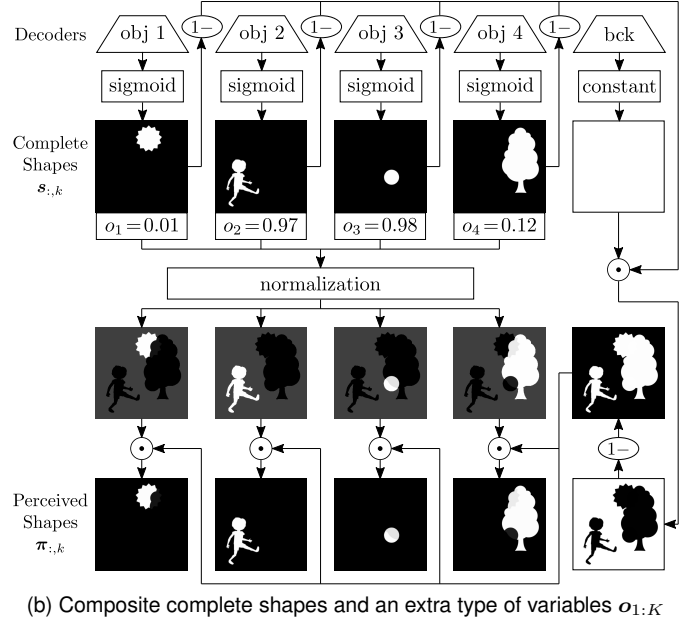 Decoders obj 1 1− obj 2 1− obj 3 1− obj 4 1− bck
sigmoid sigmoid sigmoid sigmoid constant
Complete
Shapes
s:,k
o1=0.01 o2=0.97 o3=0.98 o4=0.12
normalization
1−
Perceived
Shapes
π:,k
(b) Composite complete shapes and an extra type of variables o1:K